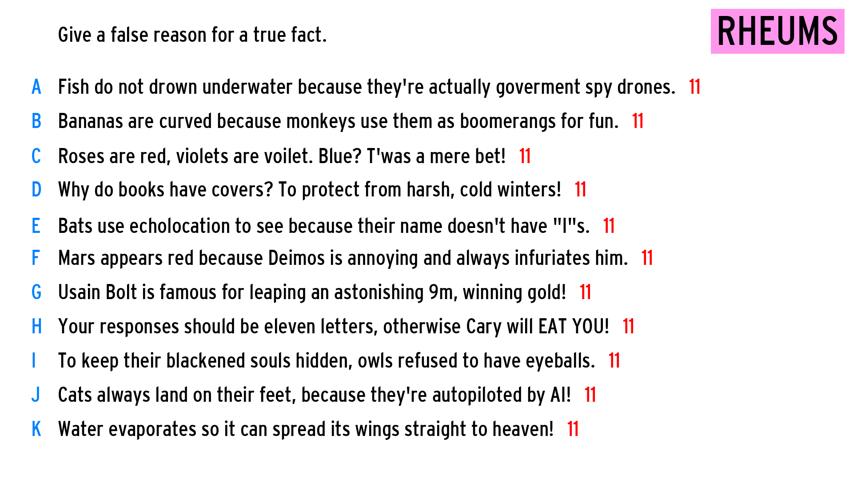 Give a false reason for a true fact.
RHEUMS
A Fish do not drown underwater because they're actually goverment spy drones. 11
B Bananas are curved because monkeys use them as boomerangs for fun. 11
C Roses are red, violets are voilet. Blue? T'was a mere bet! 11
D Why do books have covers? To protect from harsh, cold winters! 11
E Bats use echolocation to see because their name doesn't have "I"s. 11
F Mars appears red because Deimos is annoying and always infuriates him. 11
G Usain Bolt is famous for leaping an astonishing 9m, winning gold! 11
H Your responses should be eleven letters, otherwise Cary will EAT YOU! 11
I To keep their blackened souls hidden, owls refused to have eyeballs. 11
J Cats always land on their feet, because they're autopiloted by AI! 11
K Water evaporates so it can spread its wings straight to heaven! 11